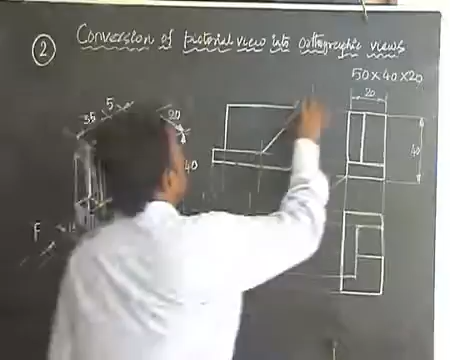 2 Conversion of pictorial view into orthographic views
50 x 40 x 20
35 5 20
20
40
40
F